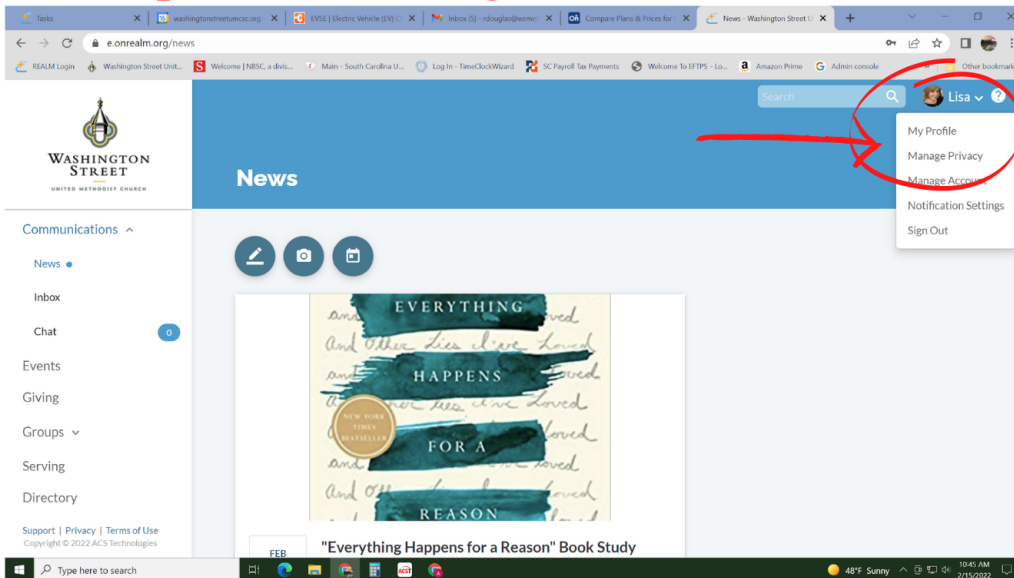 Tasks
washingtonstreetumcsc.org
EVSE | Electric Vehicle (EV) C
Inbox (5) - rdouglas@
Compare Plans & Prices for
News - Washington Street U
e.onrealm.org/news
REALM Login
Washington Street Unit...
Welcome | NBSC, a divis...
Main - South Carolina U...
Log In - TimeClockWizard
SC Payroll Tax Payments
Welcome To EFTPS - Lo...
Amazon Prime
Admin console
Other bookmark
WASHINGTON
STREET
UNITED METHODIST CHURCH
Search
Lisa
?
My Profile
Manage Privacy
Manage Account
Notification Settings
Sign Out
News
Communications
News
Inbox
Chat
0
Events
Giving
Groups
Serving
Directory
Support | Privacy | Terms of Use
Copyright © 2022 ACS Technologies
EVERYTHING
And Other Lies I've Loved
HAPPENS
NEW YORK
TIMES
BESTSELLER
FOR A
REASON
FEB
"Everything Happens for a Reason" Book Study
Type here to search
ACST
48°F Sunny
10:45 AM
2/15/2022